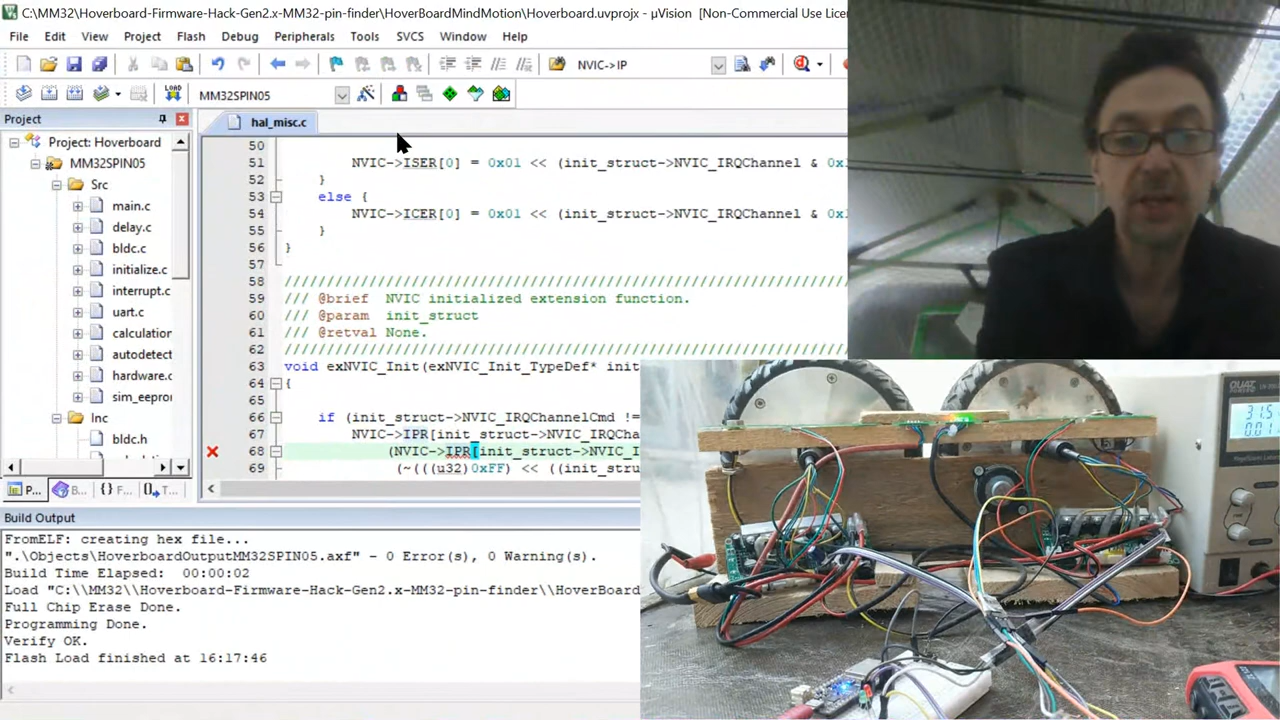 C:\MM32\Hoverboard-Firmware-Hack-Gen2.x-MM32-pin-finder\HoverBoardMindMotion\Hoverboard.uvprojx - µVision [Non-Commercial Use Licen
File Edit View Project Flash Debug Peripherals Tools SVCS Window Help
NVIC->IP
LOAD MM32SPIN05
Project
Project: Hoverboard
MM32SPIN05
Src
main.c
delay.c
bldc.c
initialize.c
interrupt.c
uart.c
calculation
autodetect
hardware.c
sim_eepror
Inc
bldc.h
P... B... F... T...
hal_misc.c
50
51 NVIC->ISER[0] = 0x01 << (init_struct->NVIC_IRQChannel & 0x
52 }
53 else {
54 NVIC->ICER[0] = 0x01 << (init_struct->NVIC_IRQChannel & 0x
55 }
56 }
57
58 ////////////////////////////////////////////////////////////////////////////
59 /// @brief  NVIC initialized extension function.
60 /// @param  init_struct
61 /// @retval None.
62 ////////////////////////////////////////////////////////////////////////////
63 void exNVIC_Init(exNVIC_Init_TypeDef* init
64 {
65
66 if (init_struct->NVIC_IRQChannelCmd !=
67 NVIC->IPR[init_struct->NVIC_IRQCha
68 (NVIC->IPR[init_struct->NVIC_I
69 (~(((u32)0xFF) << ((init_stru
Build Output
FromELF: creating hex file...
".\Objects\HoverboardOutputMM32SPIN05.axf" - 0 Error(s), 0 Warning(s).
Build Time Elapsed:  00:00:02
Load "C:\\MM32\\Hoverboard-Firmware-Hack-Gen2.x-MM32-pin-finder\\HoverBoard
Full Chip Erase Done.
Programming Done.
Verify OK.
Flash Load finished at 16:17:46
QUAT
31.5
0.01